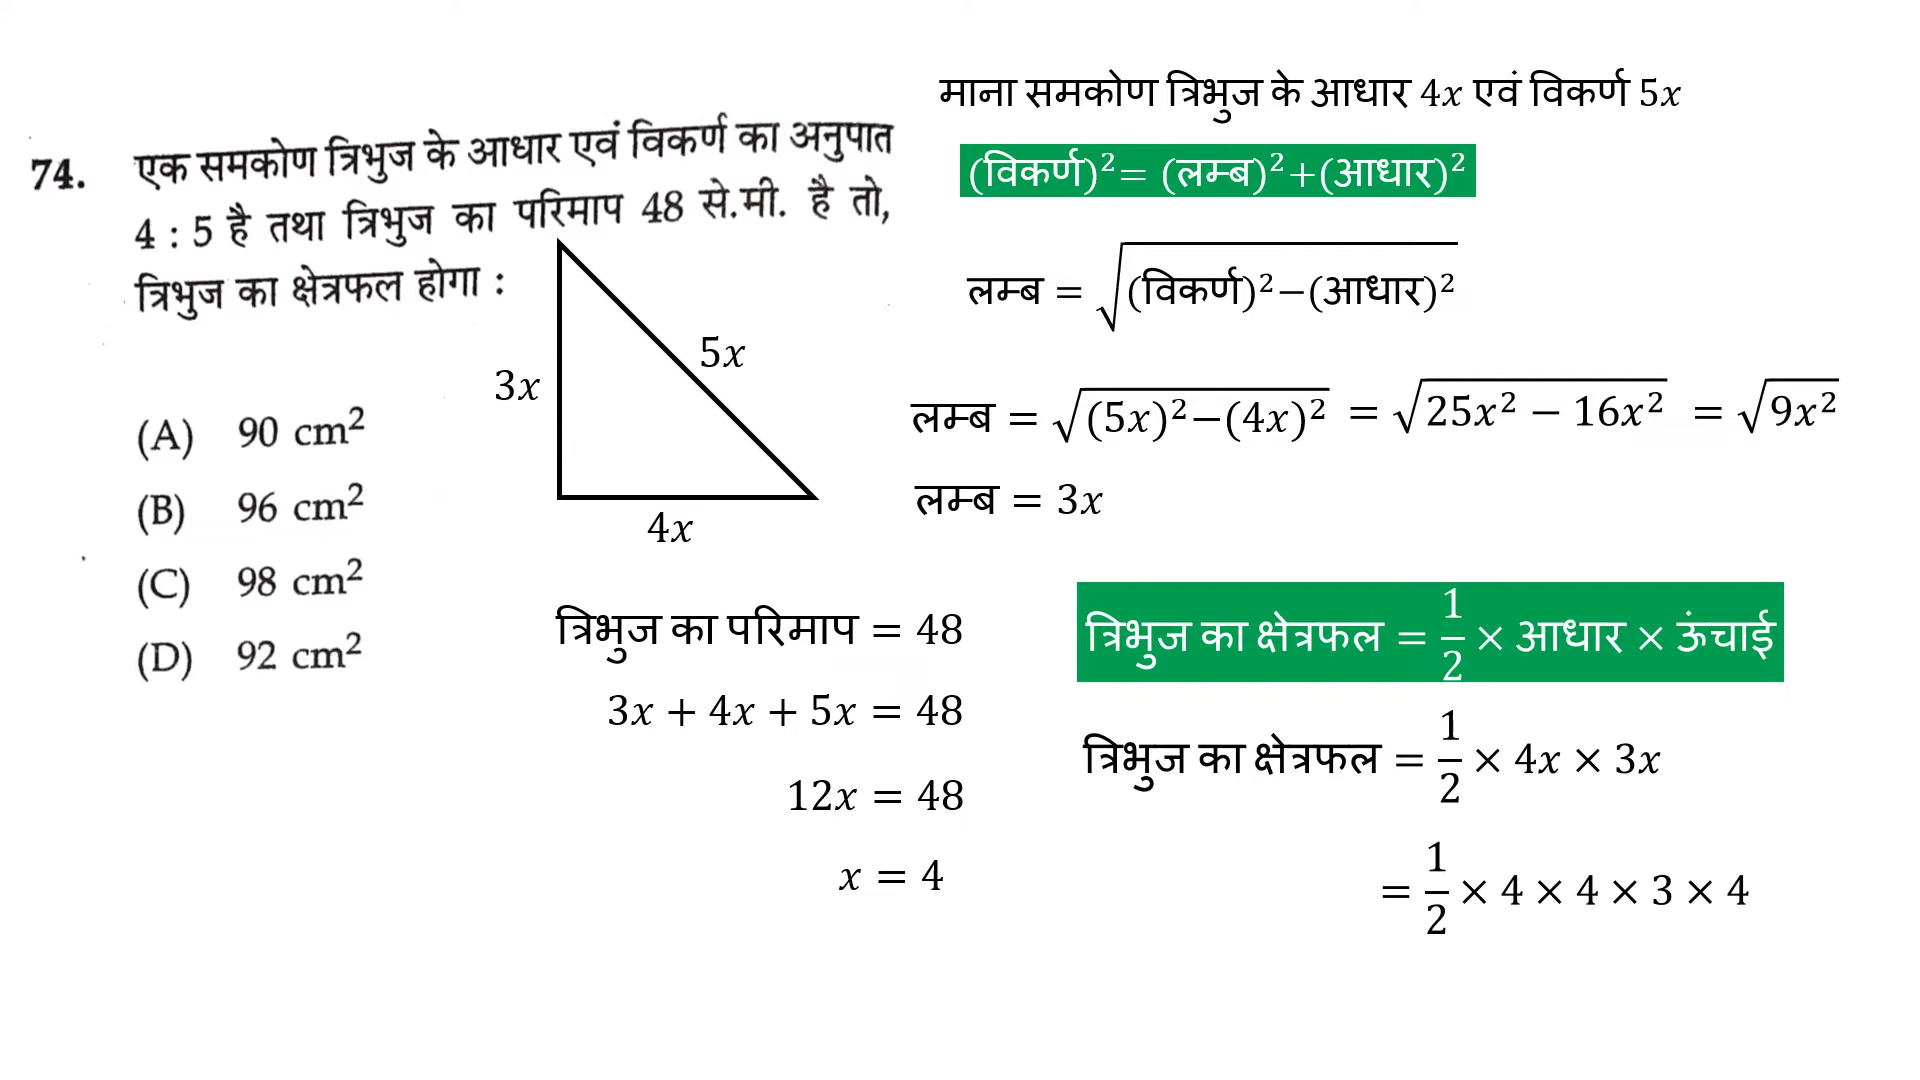 74. एक समकोण त्रिभुज के आधार एवं विकर्ण का अनुपात
4 : 5 है तथा त्रिभुज का परिमाप 48 से.मी. है तो,
त्रिभुज का क्षेत्रफल होगा :
(A) 90 cm²
(B) 96 cm²
(C) 98 cm²
(D) 92 cm²
3x
5x
4x
त्रिभुज का परिमाप = 48
3x + 4x + 5x = 48
12x = 48
x = 4
माना समकोण त्रिभुज के आधार 4x एवं विकर्ण 5x
(विकर्ण)²= (लम्ब)²+(आधार)²
लम्ब = √(विकर्ण)²−(आधार)²
लम्ब = √(5x)²−(4x)² = √25x² − 16x² = √9x²
लम्ब = 3x
त्रिभुज का क्षेत्रफल = 1/2 × आधार × ऊंचाई
त्रिभुज का क्षेत्रफल = 1/2 × 4x × 3x
= 1/2 × 4 × 4 × 3 × 4